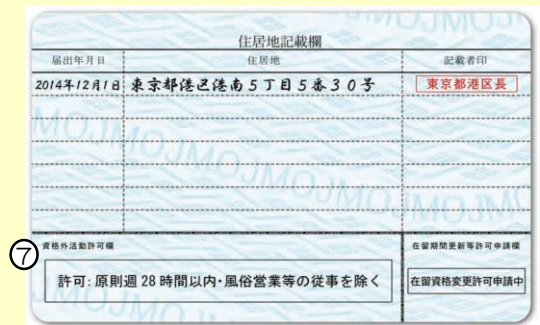 住居地記載欄
届出年月日 住居地 記載者印
2014年12月1日 東京都港区港南5丁目5番30号 東京都港区長
⑦
資格外活動許可欄 在留期間更新等許可申請欄
許可:原則週28時間以内・風俗営業等の従事を除く 在留資格変更許可申請中
MOJMOJMOJMOJMOJMO